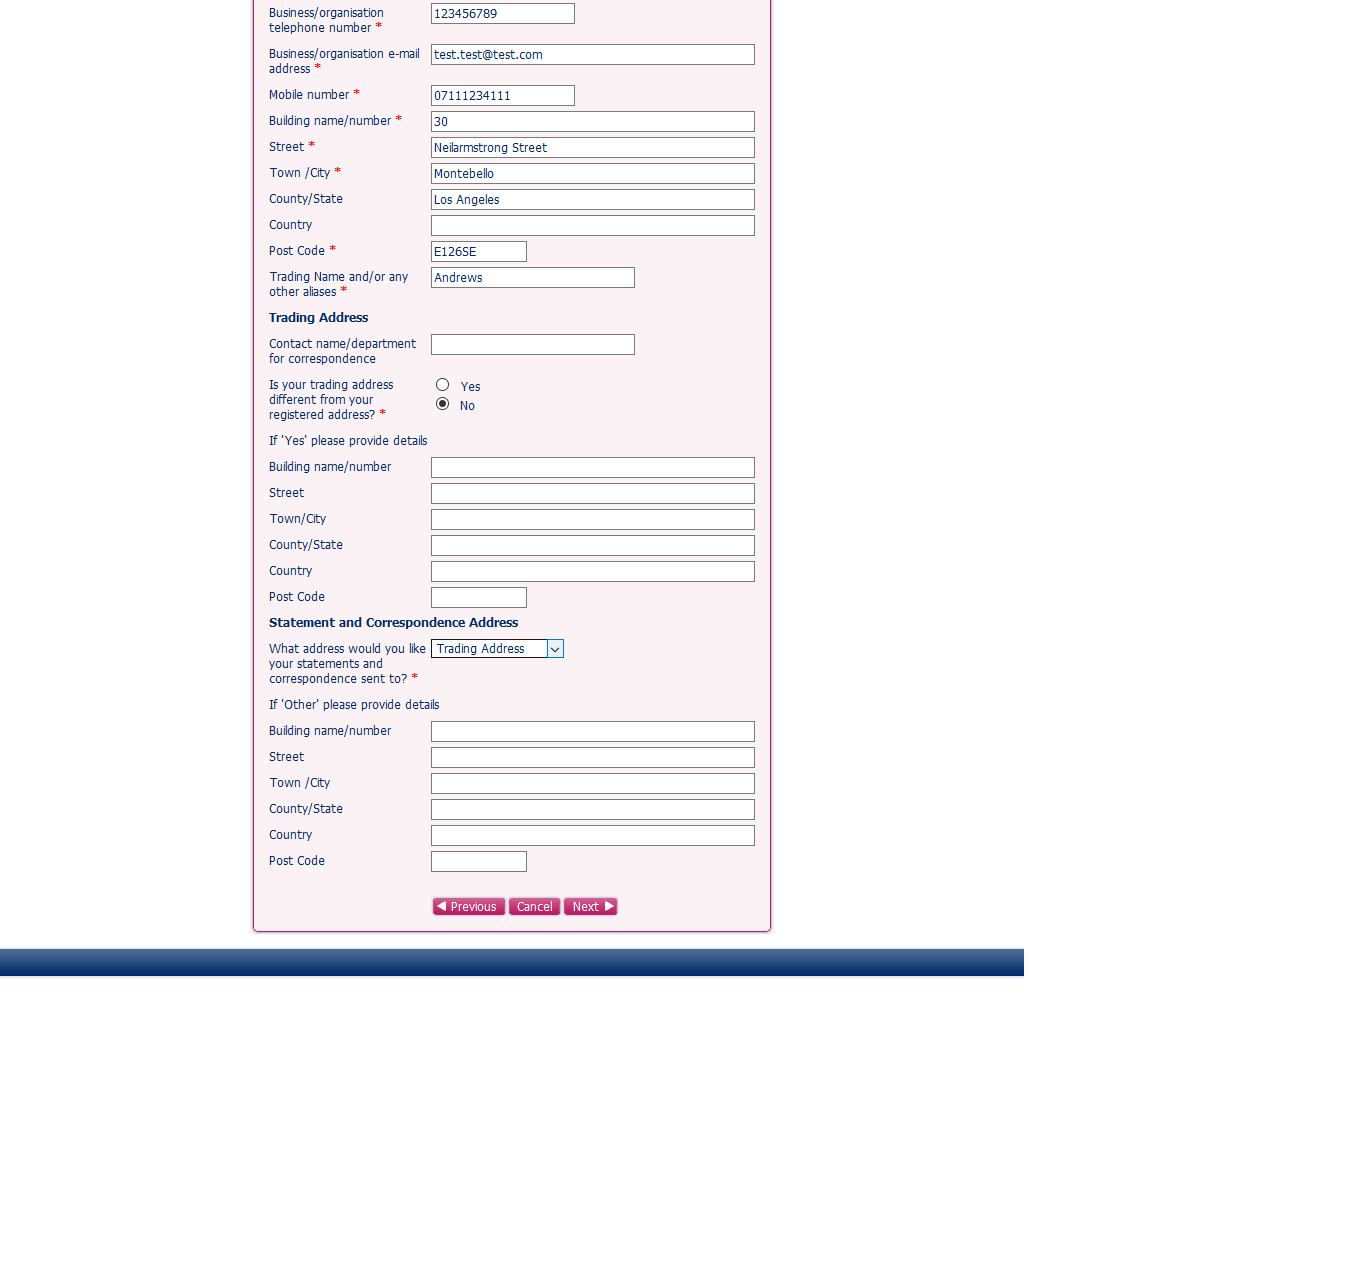 Business/organisation
telephone number * 123456789
Business/organisation e-mail
address * test.test@test.com
Mobile number * 07111234111
Building name/number * 30
Street * Neilarmstrong Street
Town /City * Montebello
County/State Los Angeles
Country
Post Code * E126SE
Trading Name and/or any
other aliases * Andrews
Trading Address
Contact name/department
for correspondence
Is your trading address
different from your
registered address? *
Yes
No
If 'Yes' please provide details
Building name/number
Street
Town/City
County/State
Country
Post Code
Statement and Correspondence Address
What address would you like
your statements and
correspondence sent to? *
Trading Address
If 'Other' please provide details
Building name/number
Street
Town /City
County/State
Country
Post Code
Previous Cancel Next